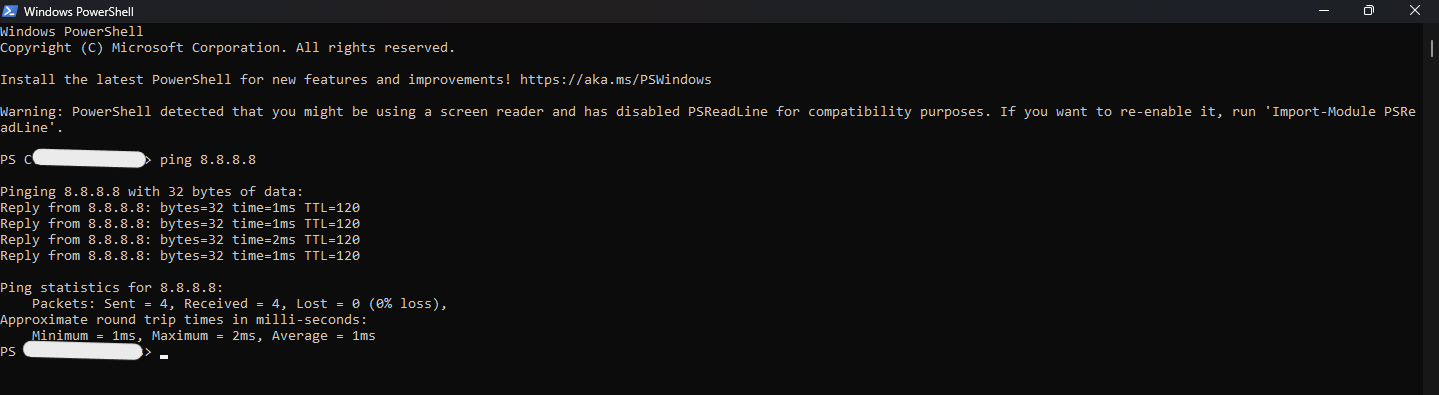 Windows PowerShell
Windows PowerShell
Copyright (C) Microsoft Corporation. All rights reserved.
Install the latest PowerShell for new features and improvements! https://aka.ms/PSWindows
Warning: PowerShell detected that you might be using a screen reader and has disabled PSReadLine for compatibility purposes. If you want to re-enable it, run 'Import-Module PSRe
adLine'.
PS C > ping 8.8.8.8
Pinging 8.8.8.8 with 32 bytes of data:
Reply from 8.8.8.8: bytes=32 time=1ms TTL=120
Reply from 8.8.8.8: bytes=32 time=1ms TTL=120
Reply from 8.8.8.8: bytes=32 time=2ms TTL=120
Reply from 8.8.8.8: bytes=32 time=1ms TTL=120
Ping statistics for 8.8.8.8:
    Packets: Sent = 4, Received = 4, Lost = 0 (0% loss),
Approximate round trip times in milli-seconds:
    Minimum = 1ms, Maximum = 2ms, Average = 1ms
PS >